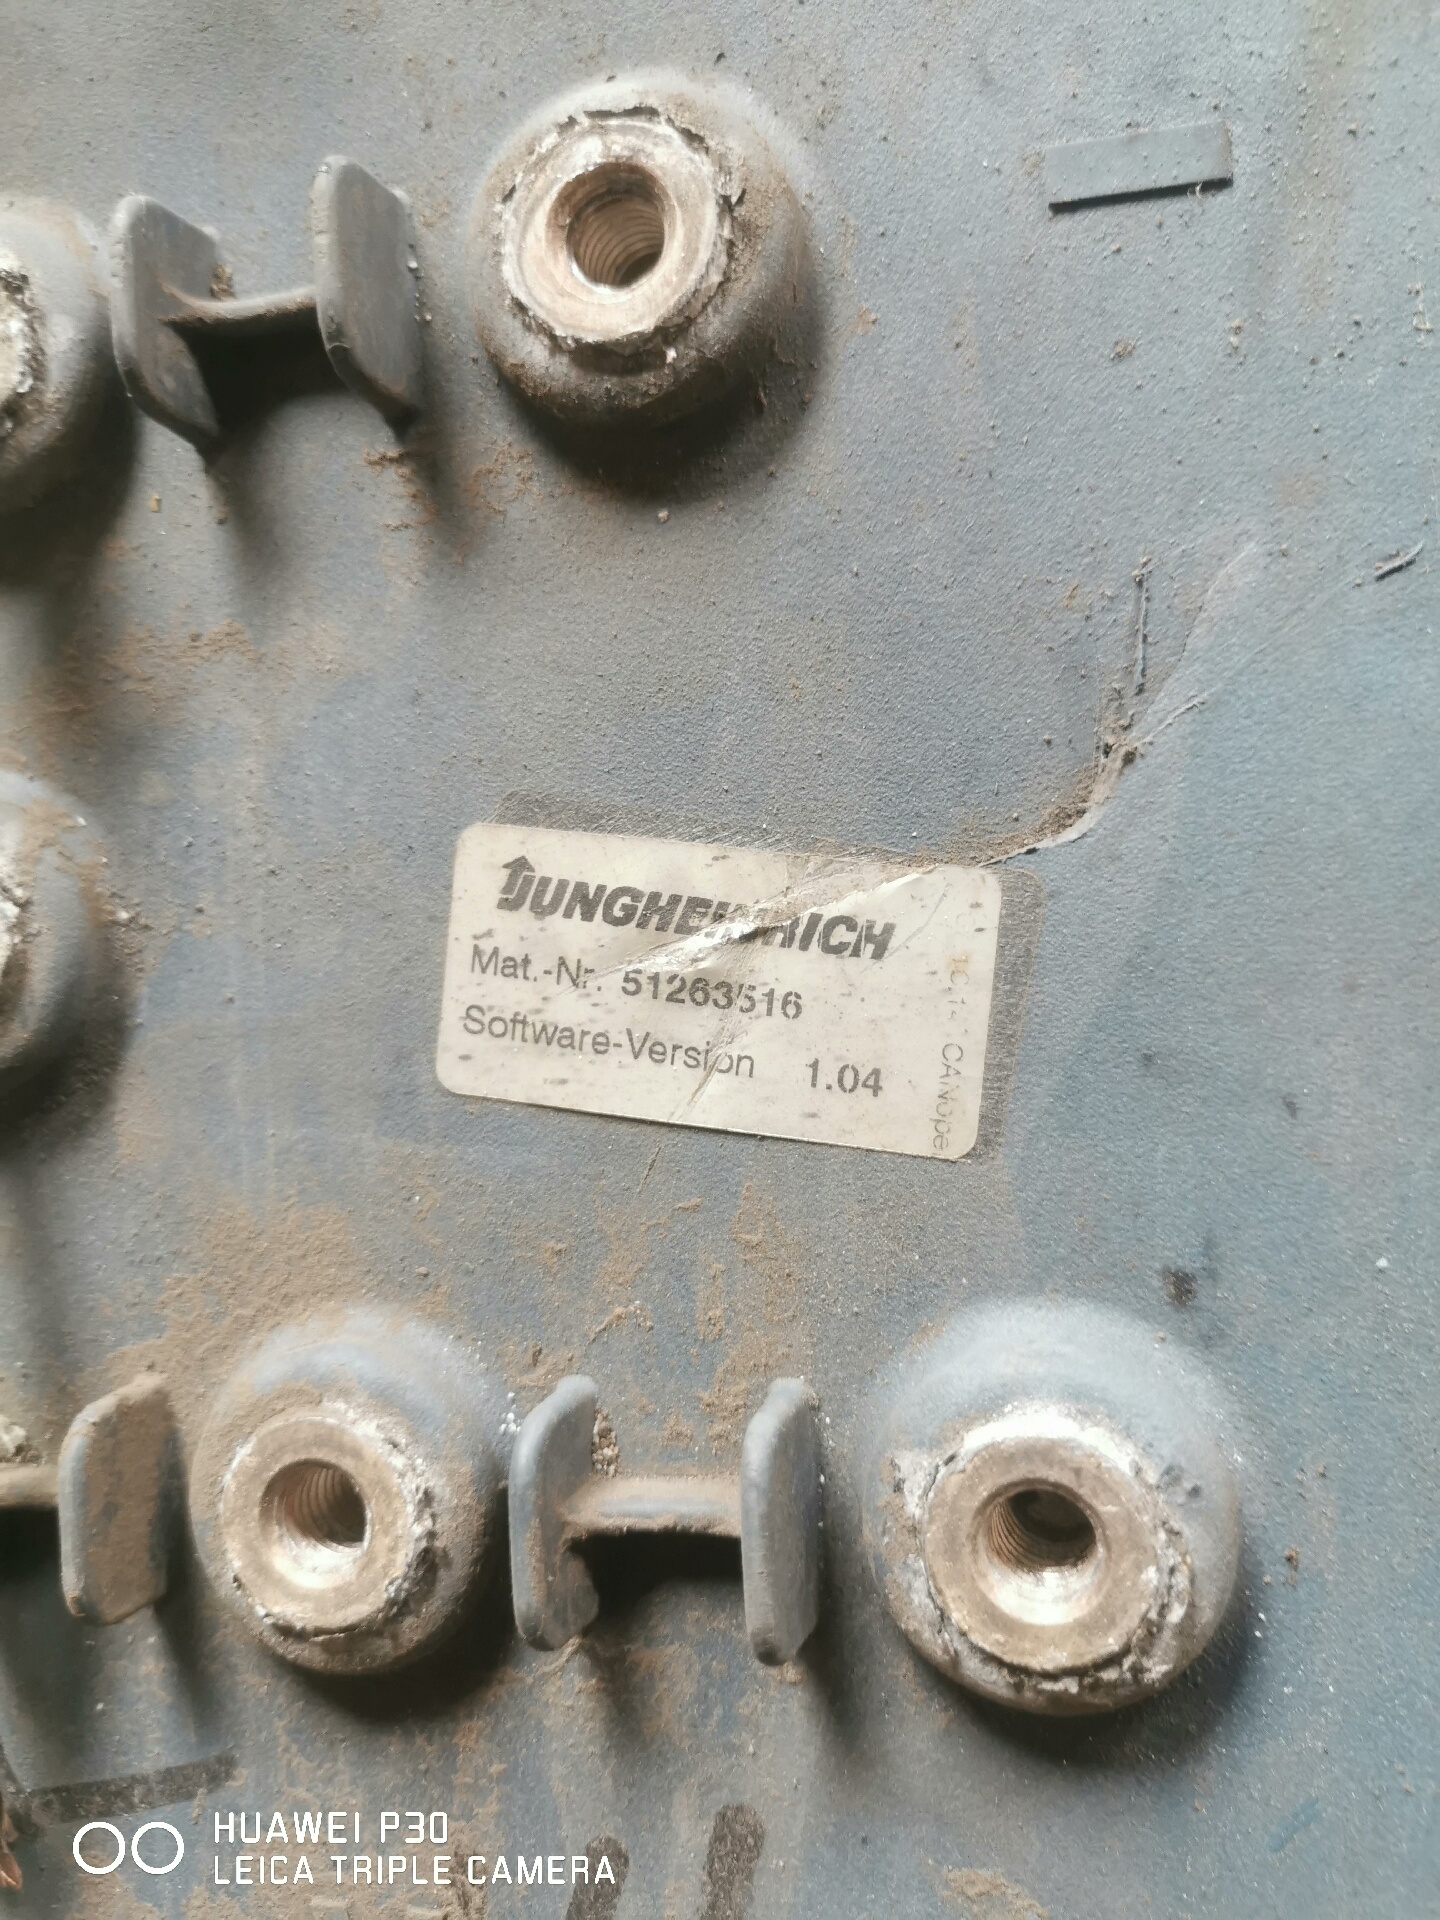 JUNGHEINRICH
Mat.-Nr. 51263516
Software-Version 1.04
CANope
HUAWEI P30
LEICA TRIPLE CAMERA